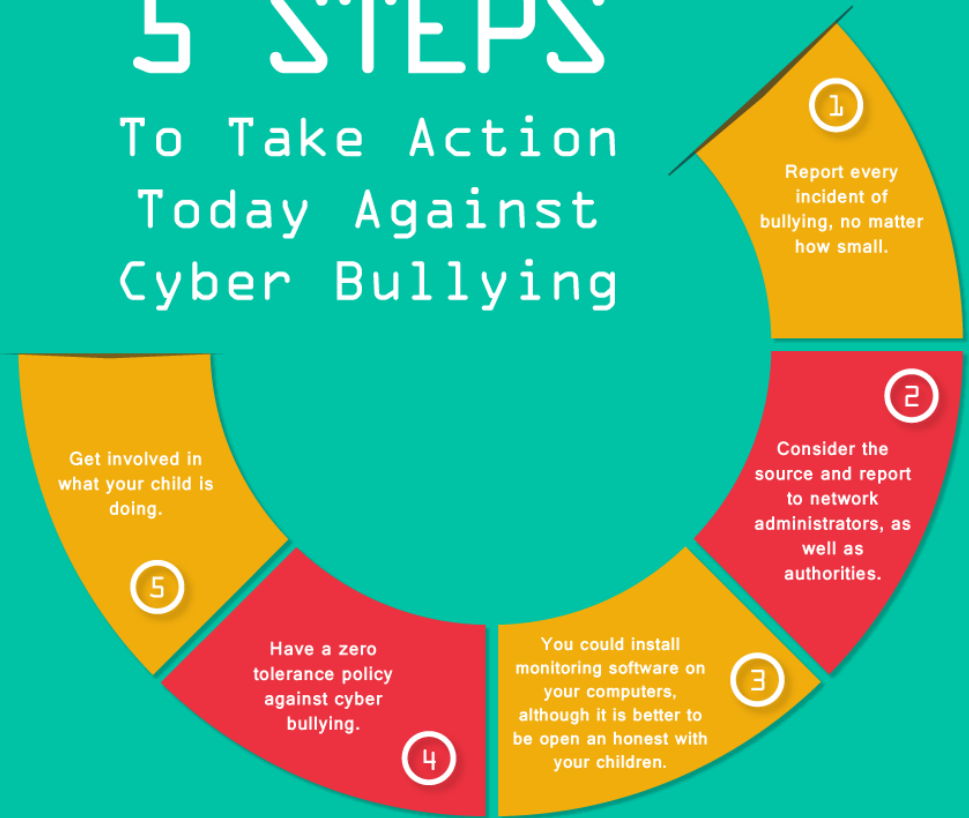 5 STEPS
To Take Action
Today Against
Cyber Bullying
1
Report every
incident of
bullying, no matter
how small.
2
Consider the
source and report
to network
administrators, as
well as
authorities.
3
You could install
monitoring software on
your computers,
although it is better to
be open an honest with
your children.
4
Have a zero
tolerance policy
against cyber
bullying.
5
Get involved in
what your child is
doing.